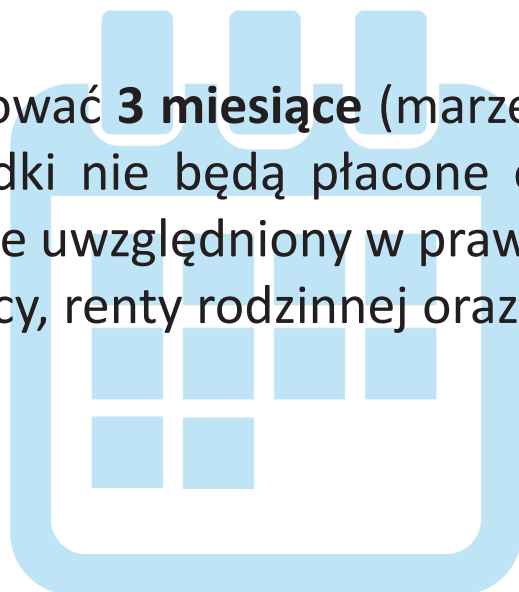 ować 3 miesiące (marze
dki nie będą płacone
e uwzględniony w praw
cy, renty rodzinnej oraz